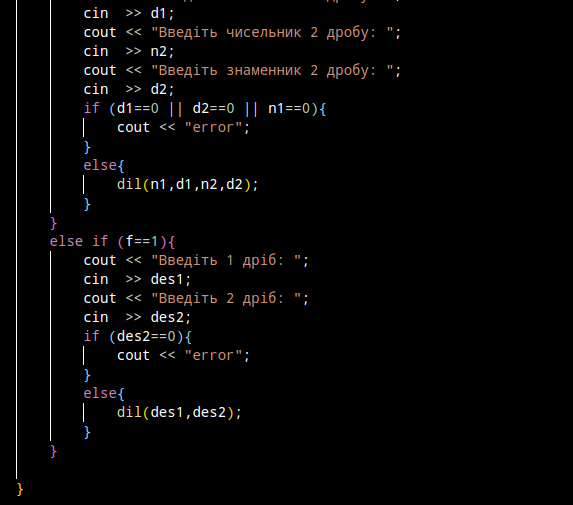 cin  >> d1;
cout << "Введіть чисельник 2 дробу: ";
cin  >> n2;
cout << "Введіть знаменник 2 дробу: ";
cin  >> d2;
if (d1==0 || d2==0 || n1==0){
cout << "error";
}
else{
dil(n1,d1,n2,d2);
}
}
else if (f==1){
cout << "Введіть 1 дріб: ";
cin  >> des1;
cout << "Введіть 2 дріб: ";
cin  >> des2;
if (des2==0){
cout << "error";
}
else{
dil(des1,des2);
}
}
}